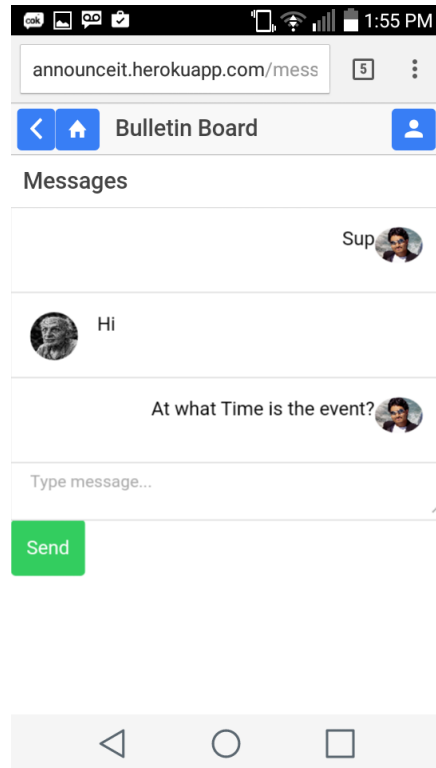 cok
1:55 PM
announceit.herokuapp.com/mess
5
Bulletin Board
Messages
Sup
Hi
At what Time is the event?
Type message...
Send